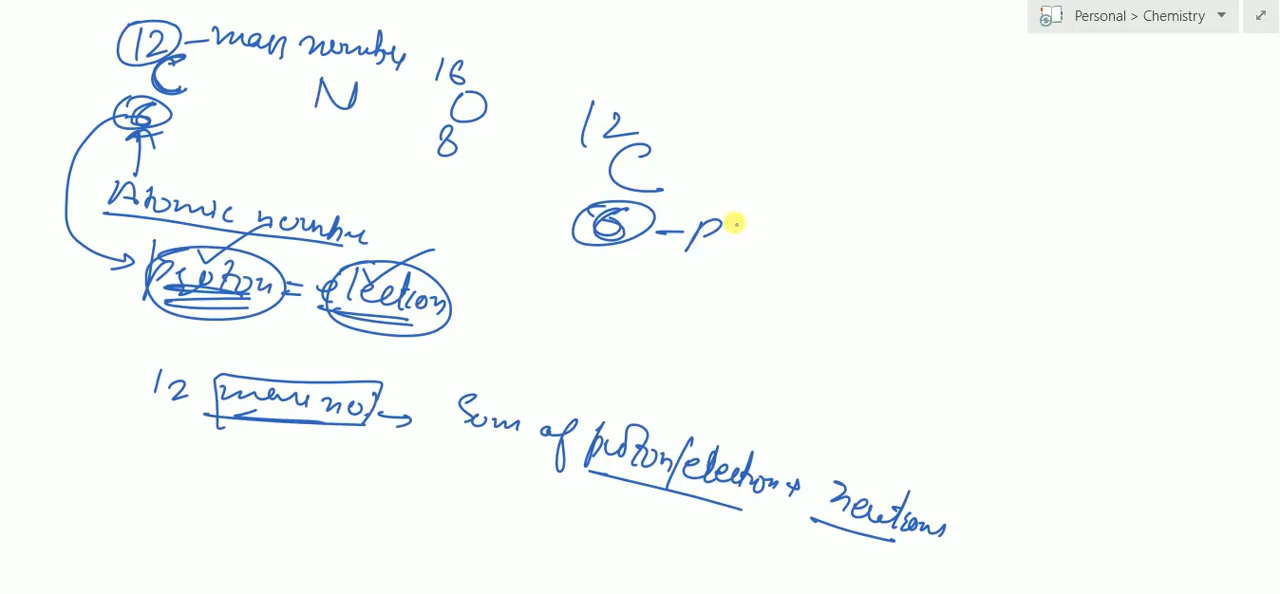 Personal > Chemistry
12 – mass number
C N 16
O
6 8
12
C
6 – p
Atomic number
proton = electron
12 mass no. → Sum of proton/electron + neutrons